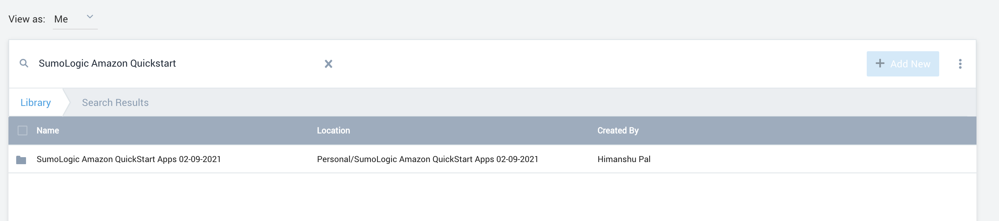 View as: Me
SumoLogic Amazon Quickstart
Add New
Library Search Results
Name Location Created By
SumoLogic Amazon QuickStart Apps 02-09-2021 Personal/SumoLogic Amazon QuickStart Apps 02-09-2021 Himanshu Pal